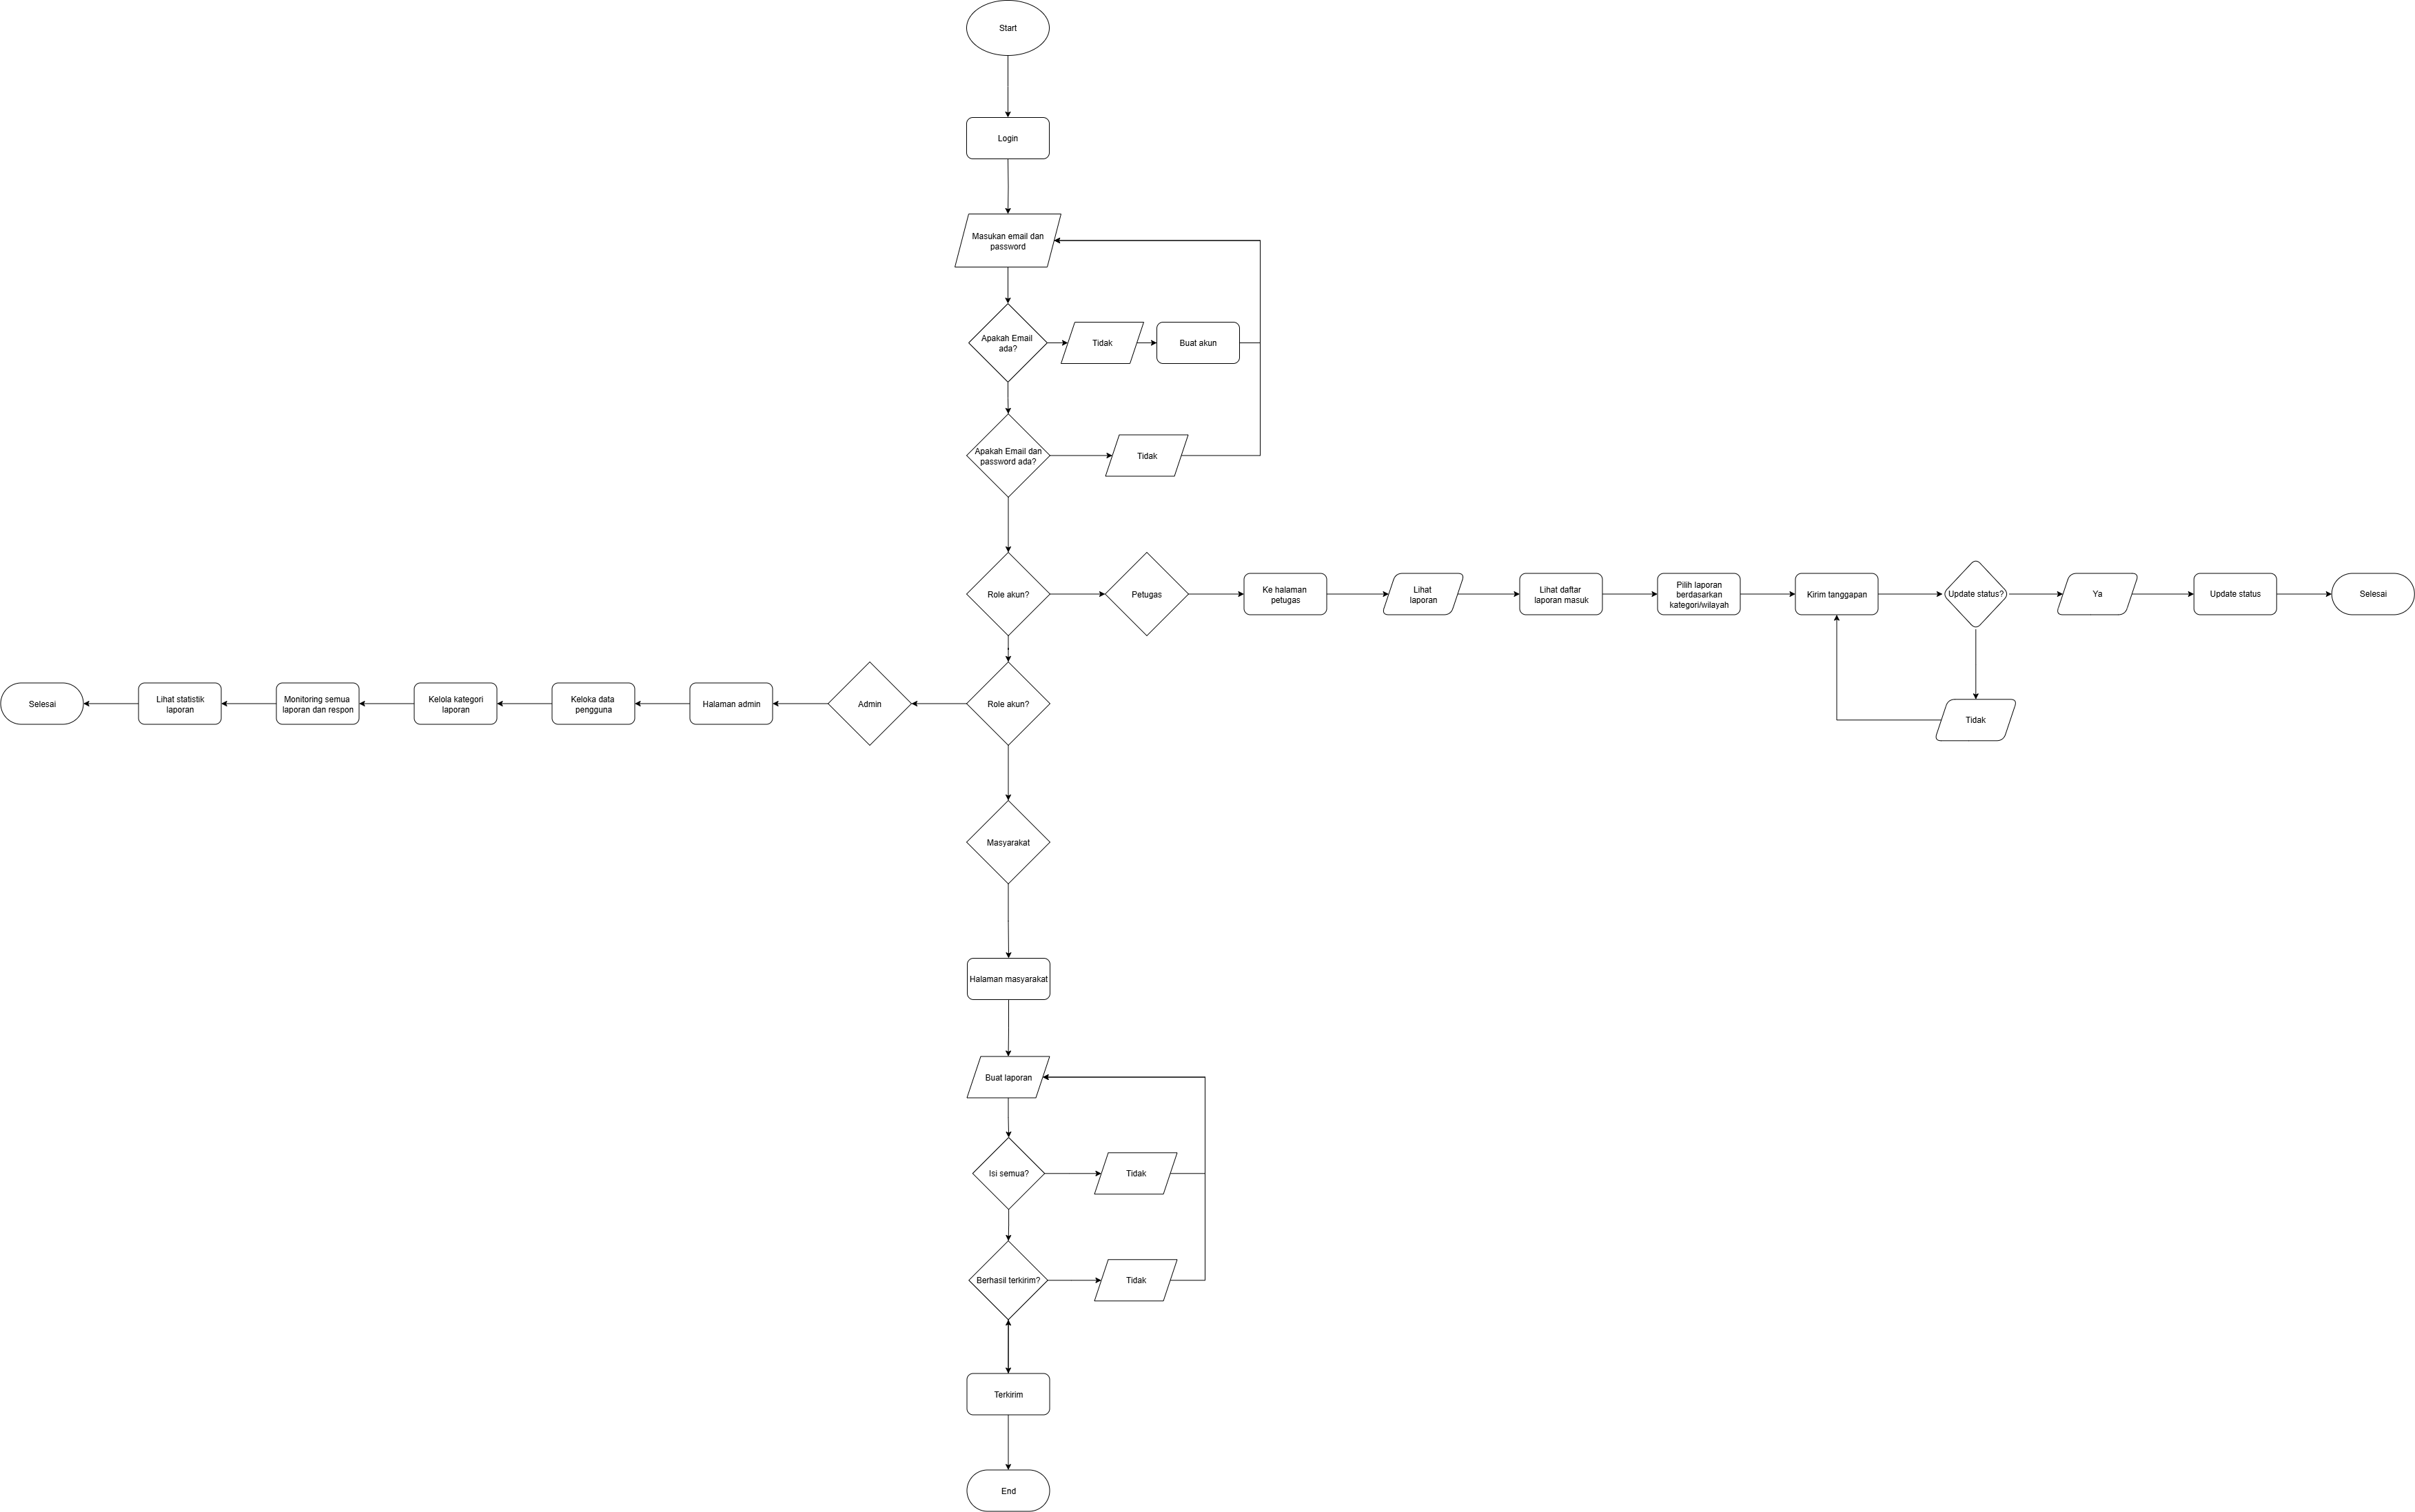 Start
Login
Masukan email dan
password
Apakah Email
ada?
Tidak
Buat akun
Apakah Email dan
password ada?
Tidak
Role akun?
Petugas
Ke halaman
petugas
Lihat
laporan
Lihat daftar
laporan masuk
Pilih laporan
berdasarkan
kategori/wilayah
Kirim tanggapan
Update status?
Ya
Update status
Selesai
Tidak
Role akun?
Admin
Halaman admin
Keloka data
pengguna
Kelola kategori
laporan
Monitoring semua
laporan dan respon
Lihat statistik
laporan
Selesai
Masyarakat
Halaman masyarakat
Buat laporan
Isi semua?
Tidak
Berhasil terkirim?
Tidak
Terkirim
End